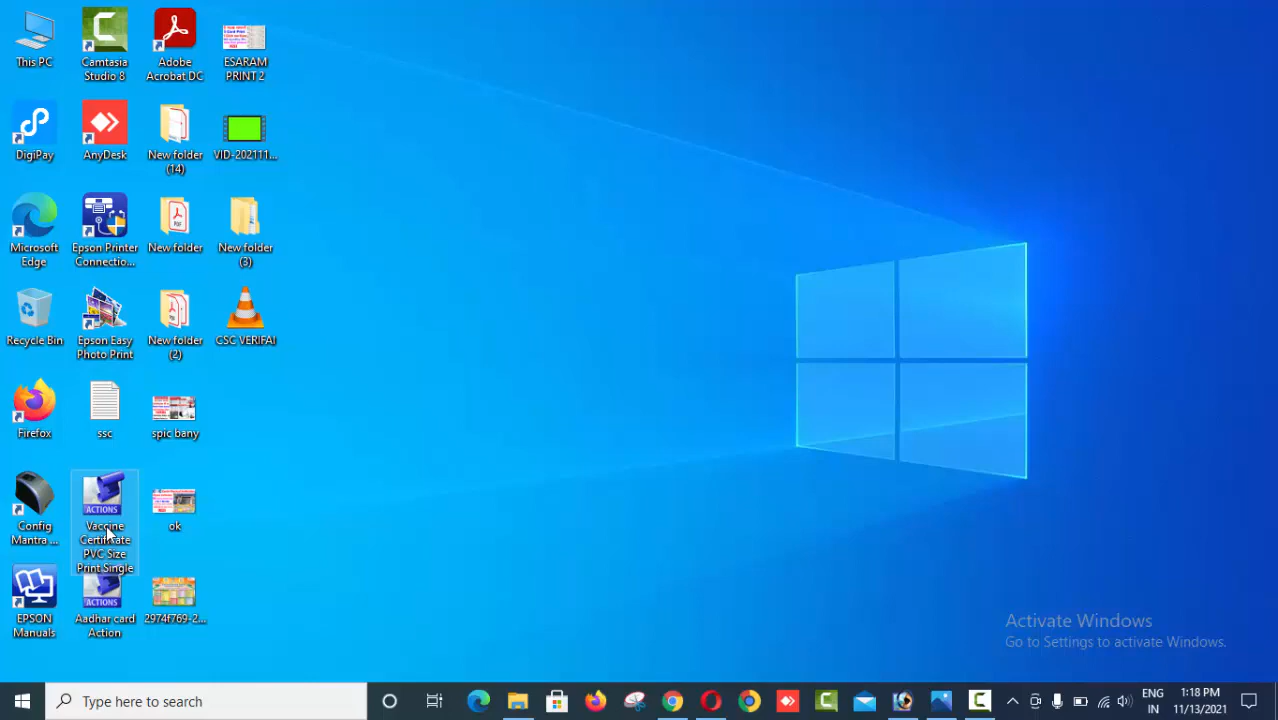 This PC
Camtasia
Studio 8
Adobe
Acrobat DC
ESARAM
PRINT 2
DigiPay
AnyDesk
New folder
(14)
VID-202111...
Microsoft
Edge
Epson Printer
Connectio...
New folder
New folder
(3)
Recycle Bin
Epson Easy
Photo Print
New folder
(2)
CSC VERIFAI
Firefox
ssc
spic bany
Config
Mantra ...
ACTIONS
Vaccine
Certificate
PVC Size
Print Single
ok
EPSON
Manuals
ACTIONS
Aadhar card
Action
2974f769-2...
Activate Windows
Go to Settings to activate Windows.
Type here to search
ENG
IN
1:18 PM
11/13/2021